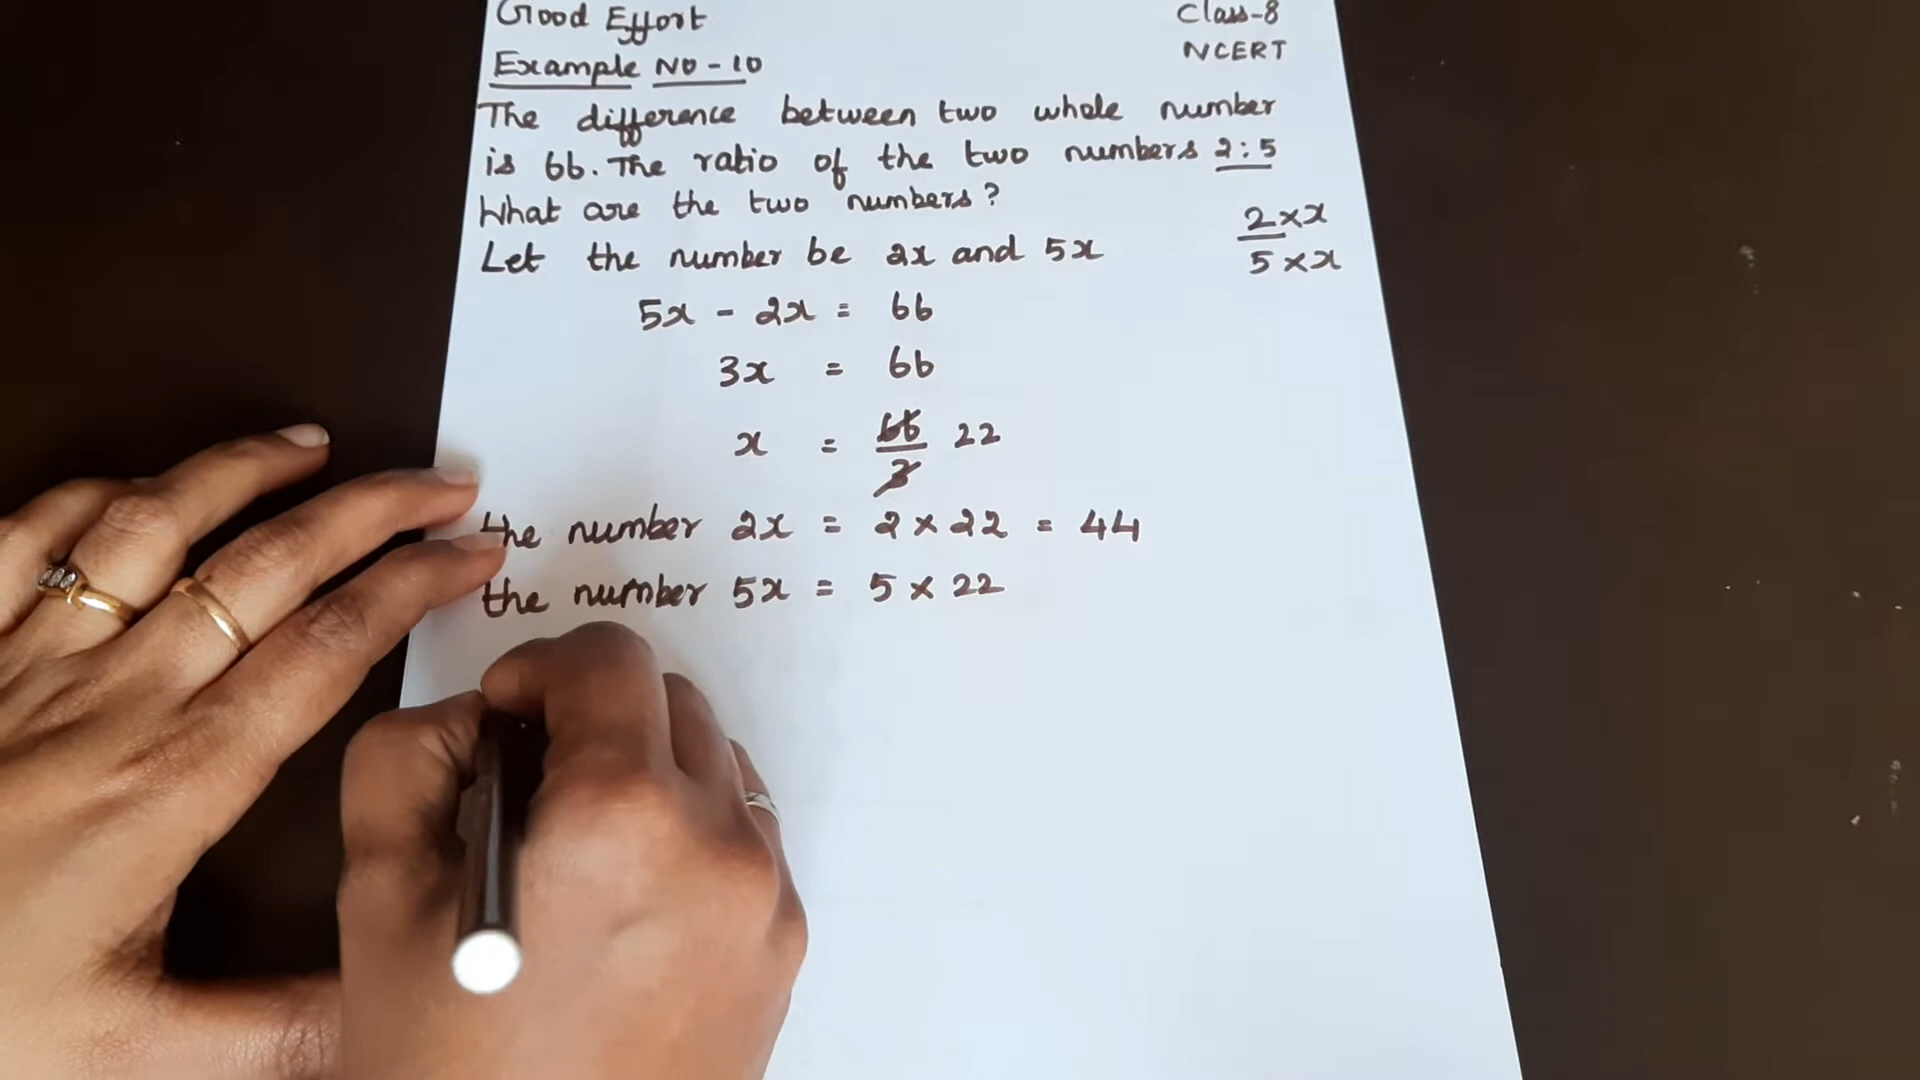 Good Effort Class-8
Example NO-10 NCERT
The difference between two whole number
is 66. The ratio of the two numbers 2:5
What are the two numbers?
Let the number be 2x and 5x
2×x
5×x
5x - 2x = 66
3x = 66
x = 66/3 22
the number 2x = 2 × 22 = 44
the number 5x = 5 × 22